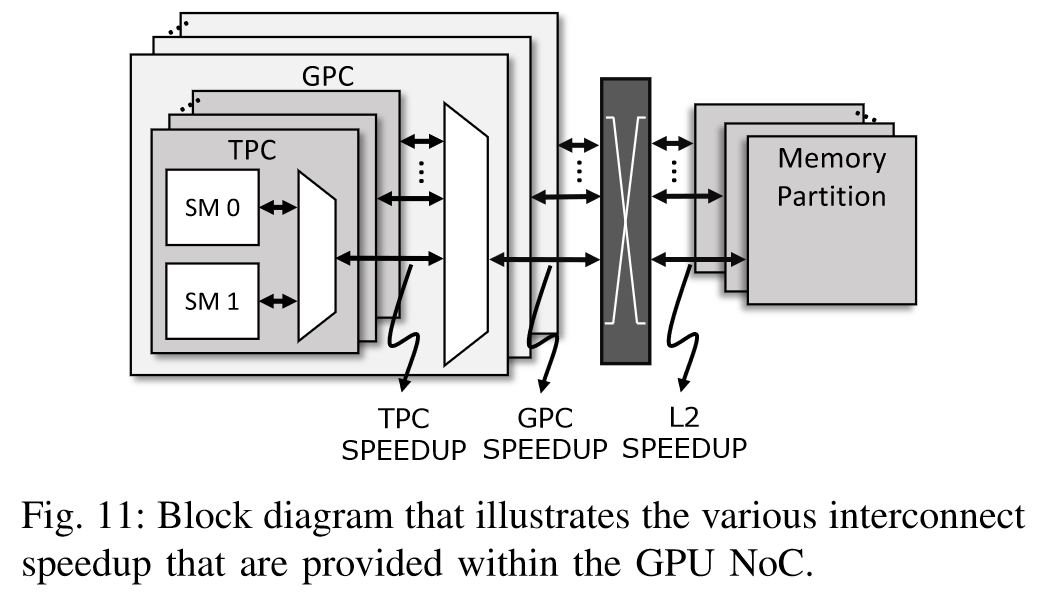 GPC
TPC
SM 0
SM 1
Memory
Partition
TPC
SPEEDUP
GPC
SPEEDUP
L2
SPEEDUP
Fig. 11: Block diagram that illustrates the various interconnect
speedup that are provided within the GPU NoC.